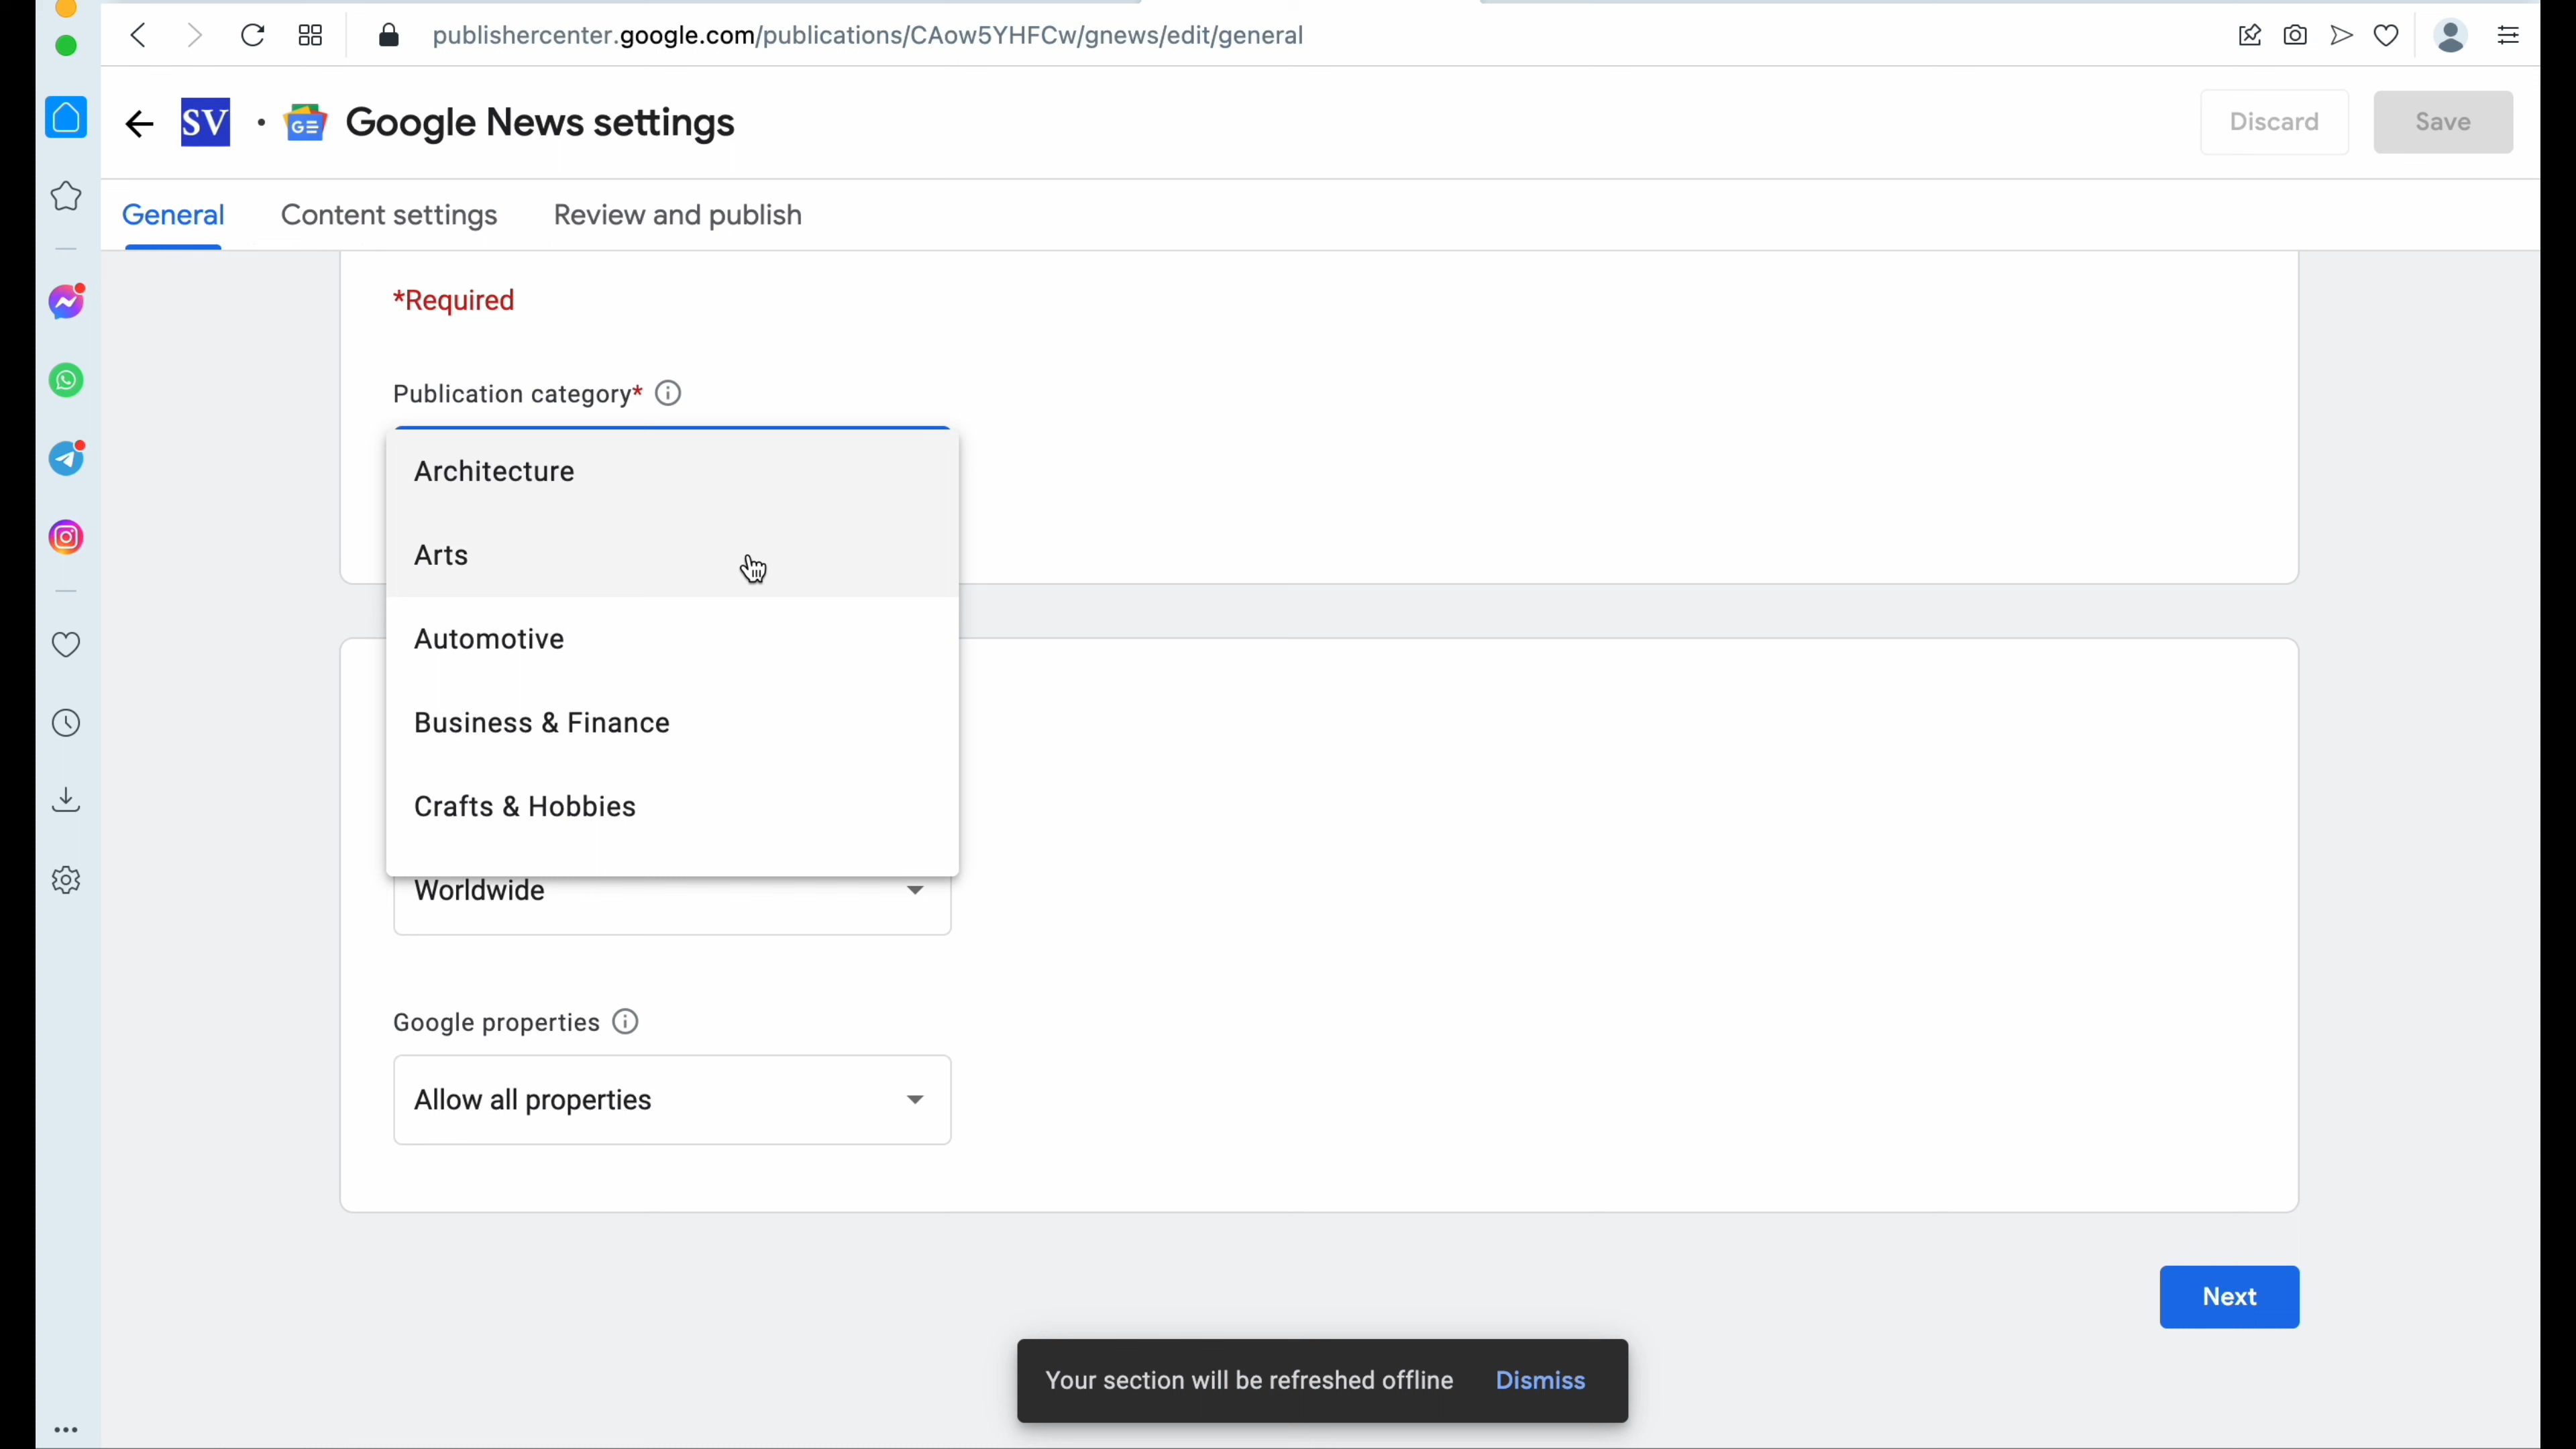 publishercenter.google.com/publications/CAow5YHFCw/gnews/edit/general
SV · GE Google News settings
Discard
Save
General
Content settings
Review and publish
*Required
Publication category*
Architecture
Arts
Automotive
Business & Finance
Crafts & Hobbies
Worldwide
Google properties
Allow all properties
Next
Your section will be refreshed offline Dismiss